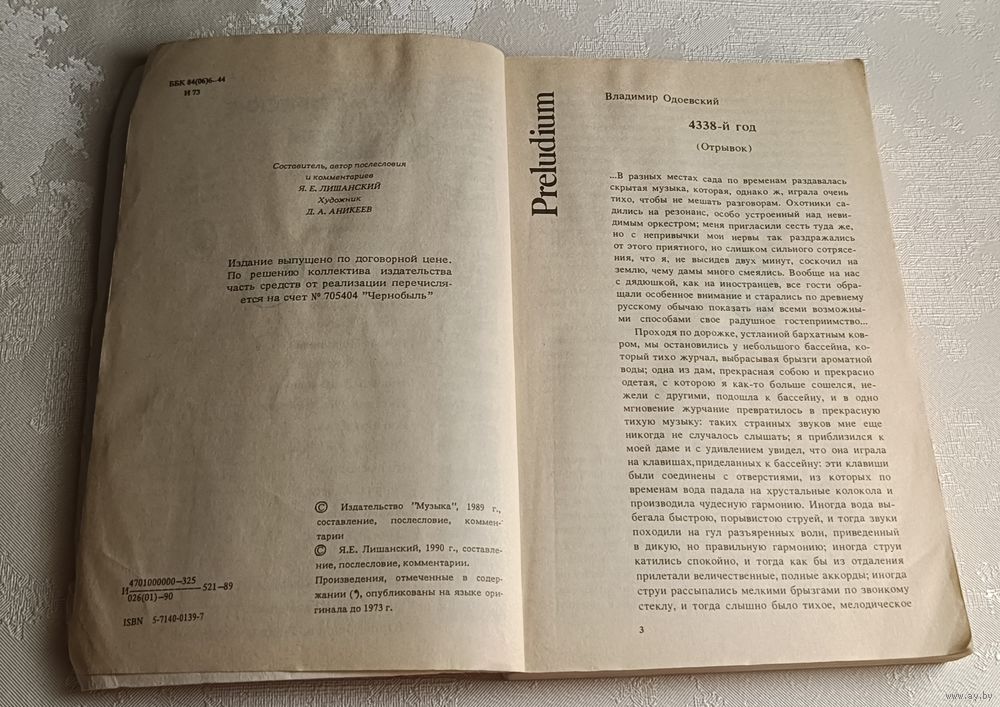 ББК 84(06)6—44
И 73
Составитель, автор послесловия
и комментариев
Я. Е. ЛИШАНСКИЙ
Художник
Д. А. АНИКЕЕВ
Издание выпущено по договорной цене.
По решению коллектива издательства
часть средств от реализации перечисля-
ется на счет № 705404 "Чернобыль"
© Издательство "Музыка", 1989 г.,
составление, послесловие, коммен-
тарии
© Я.Е. Лишанский, 1990 г., составле-
ние, послесловие, комментарии.
Произведения, отмеченные в содер-
жании (*), опубликованы на языке ори-
гинала до 1973 г.
И 4701000000—325
026(01)—90
521—89
ISBN 5-7140-0139-7
Preludium
Владимир Одоевский
4338-й год
(Отрывок)
...В разных местах сада по временам раздавалась
скрытая музыка, которая, однако ж, играла очень
тихо, чтобы не мешать разговорам. Охотники са-
дились на резонанс, особо устроенный над неви-
димым оркестром; меня пригласили сесть туда же,
но с непривычки мои нервы так раздражались
от этого приятного, но слишком сильного сотрясе-
ния, что я, не высидев двух минут, соскочил на
землю, чему дамы много смеялись. Вообще на нас
с дядюшкой, как на иностранцев, все гости обра-
щали особенное внимание и старались по древнему
русскому обычаю показать нам всеми возможны-
ми способами свое радушное гостеприимство...
Проходя по дорожке, устланной бархатным ков-
ром, мы остановились у небольшого бассейна, ко-
торый тихо журчал, выбрасывая брызги ароматной
воды; одна из дам, прекрасная собою и прекрасно
одетая, с которою я как-то больше сошелся, не-
жели с другими, подошла к бассейну, и в одно
мгновение журчание превратилось в прекрасную
тихую музыку: таких странных звуков мне еще
никогда не случалось слышать; я приблизился к
моей даме и с удивлением увидел, что она играла
на клавишах,приделанных к бассейну: эти клавиши
были соединены с отверстиями, из которых по
временам вода падала на хрустальные колокола и
производила чудесную гармонию. Иногда вода вы-
бегала быстрою, порывистою струей, и тогда звуки
походили на гул разъяренных волн, приведенный
в дикую, но правильную гармонию; иногда струи
катились спокойно, и тогда как бы из отдаления
прилетали величественные, полные аккорды; иногда
струи рассыпались мелкими брызгами по звонкому
стеклу, и тогда слышно было тихое, мелодическое
3
www.ay.by